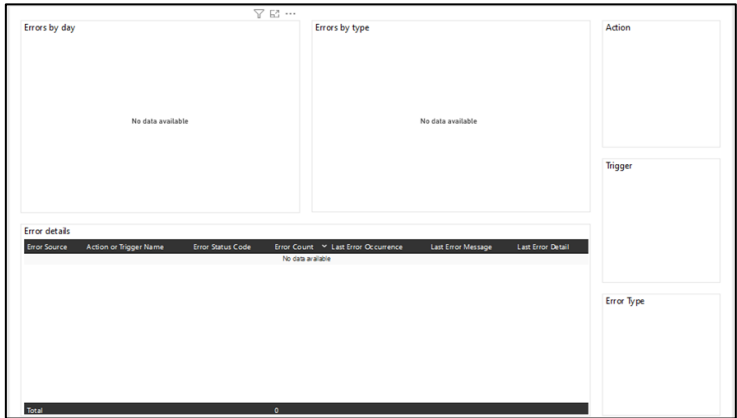 Errors by day
Errors by type
Action
No data available
No data available
Trigger
Error details
Error Source Action or Trigger Name Error Status Code Error Count Last Error Occurrence Last Error Message Last Error Detail
No data available
Error Type
Total 0